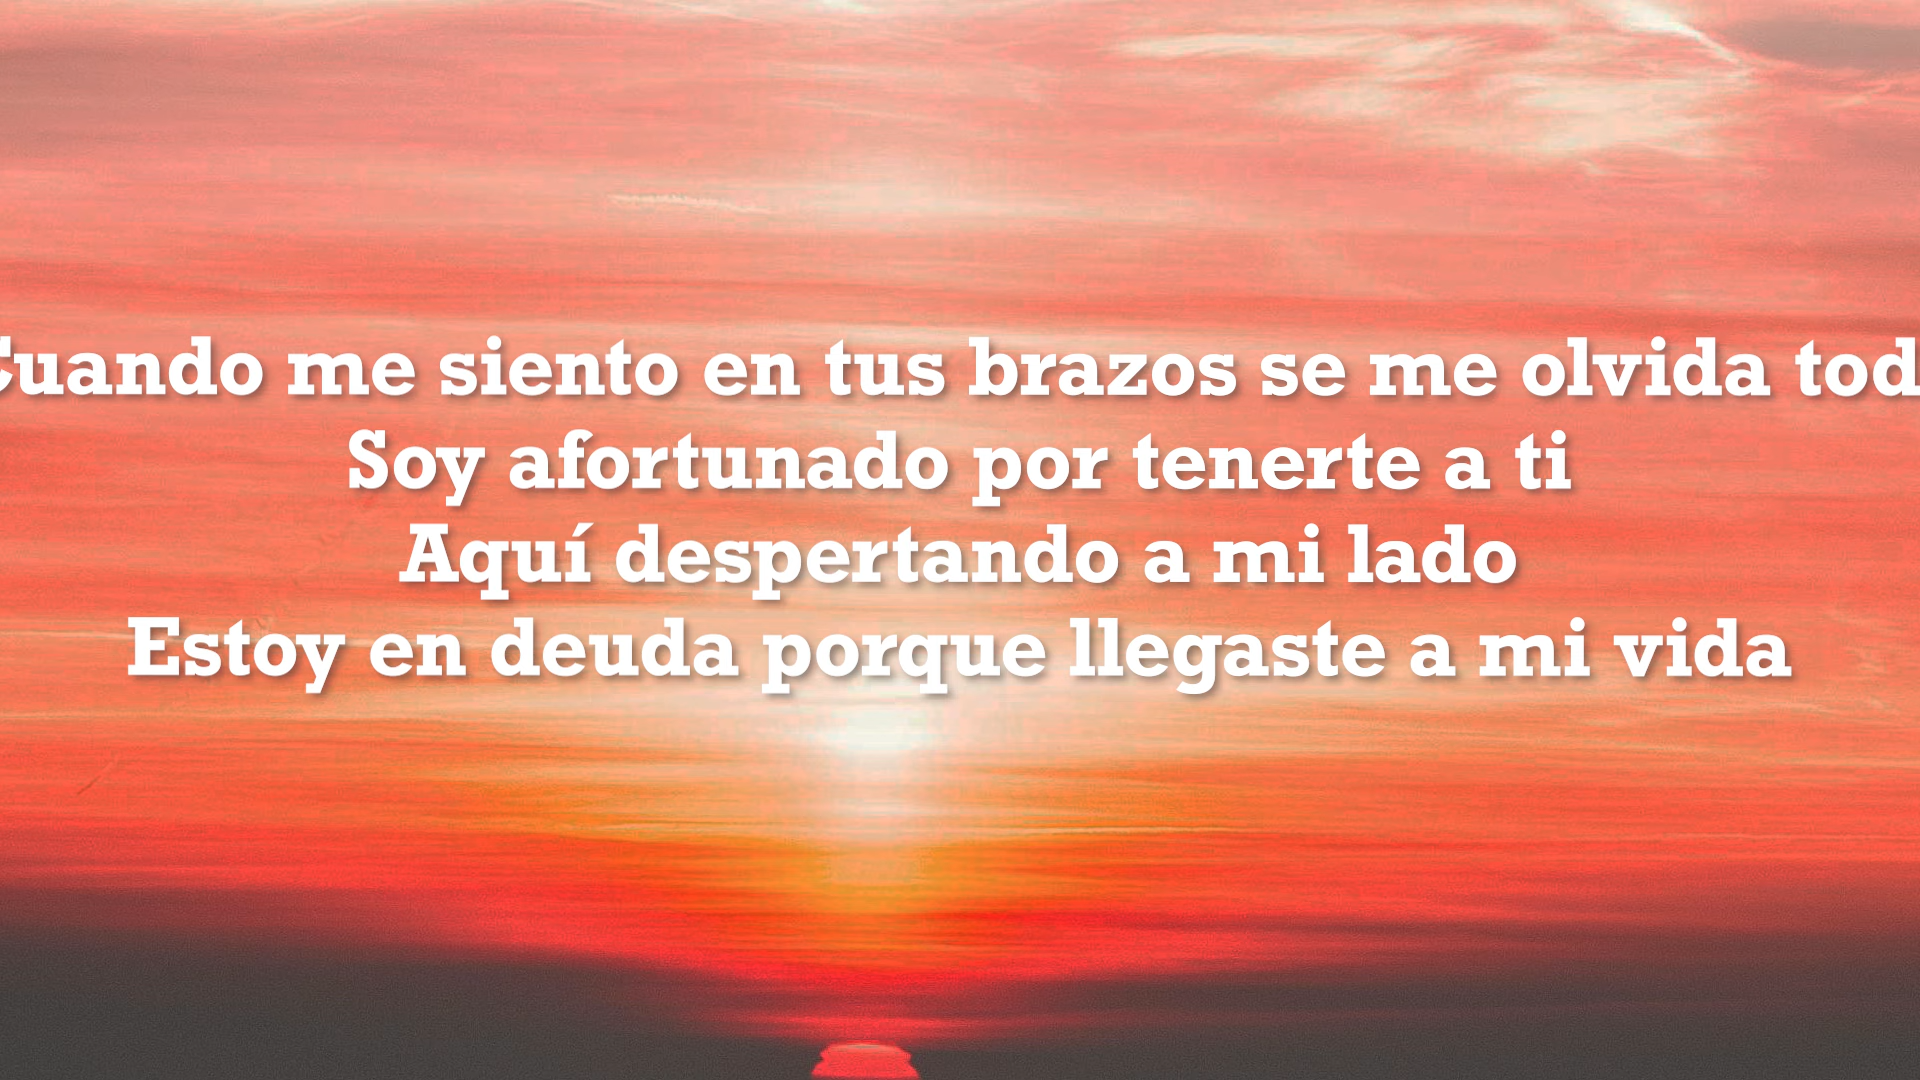 Cuando me siento en tus brazos se me olvida tod
Soy afortunado por tenerte a ti
Aquí despertando a mi lado
Estoy en deuda porque llegaste a mi vida